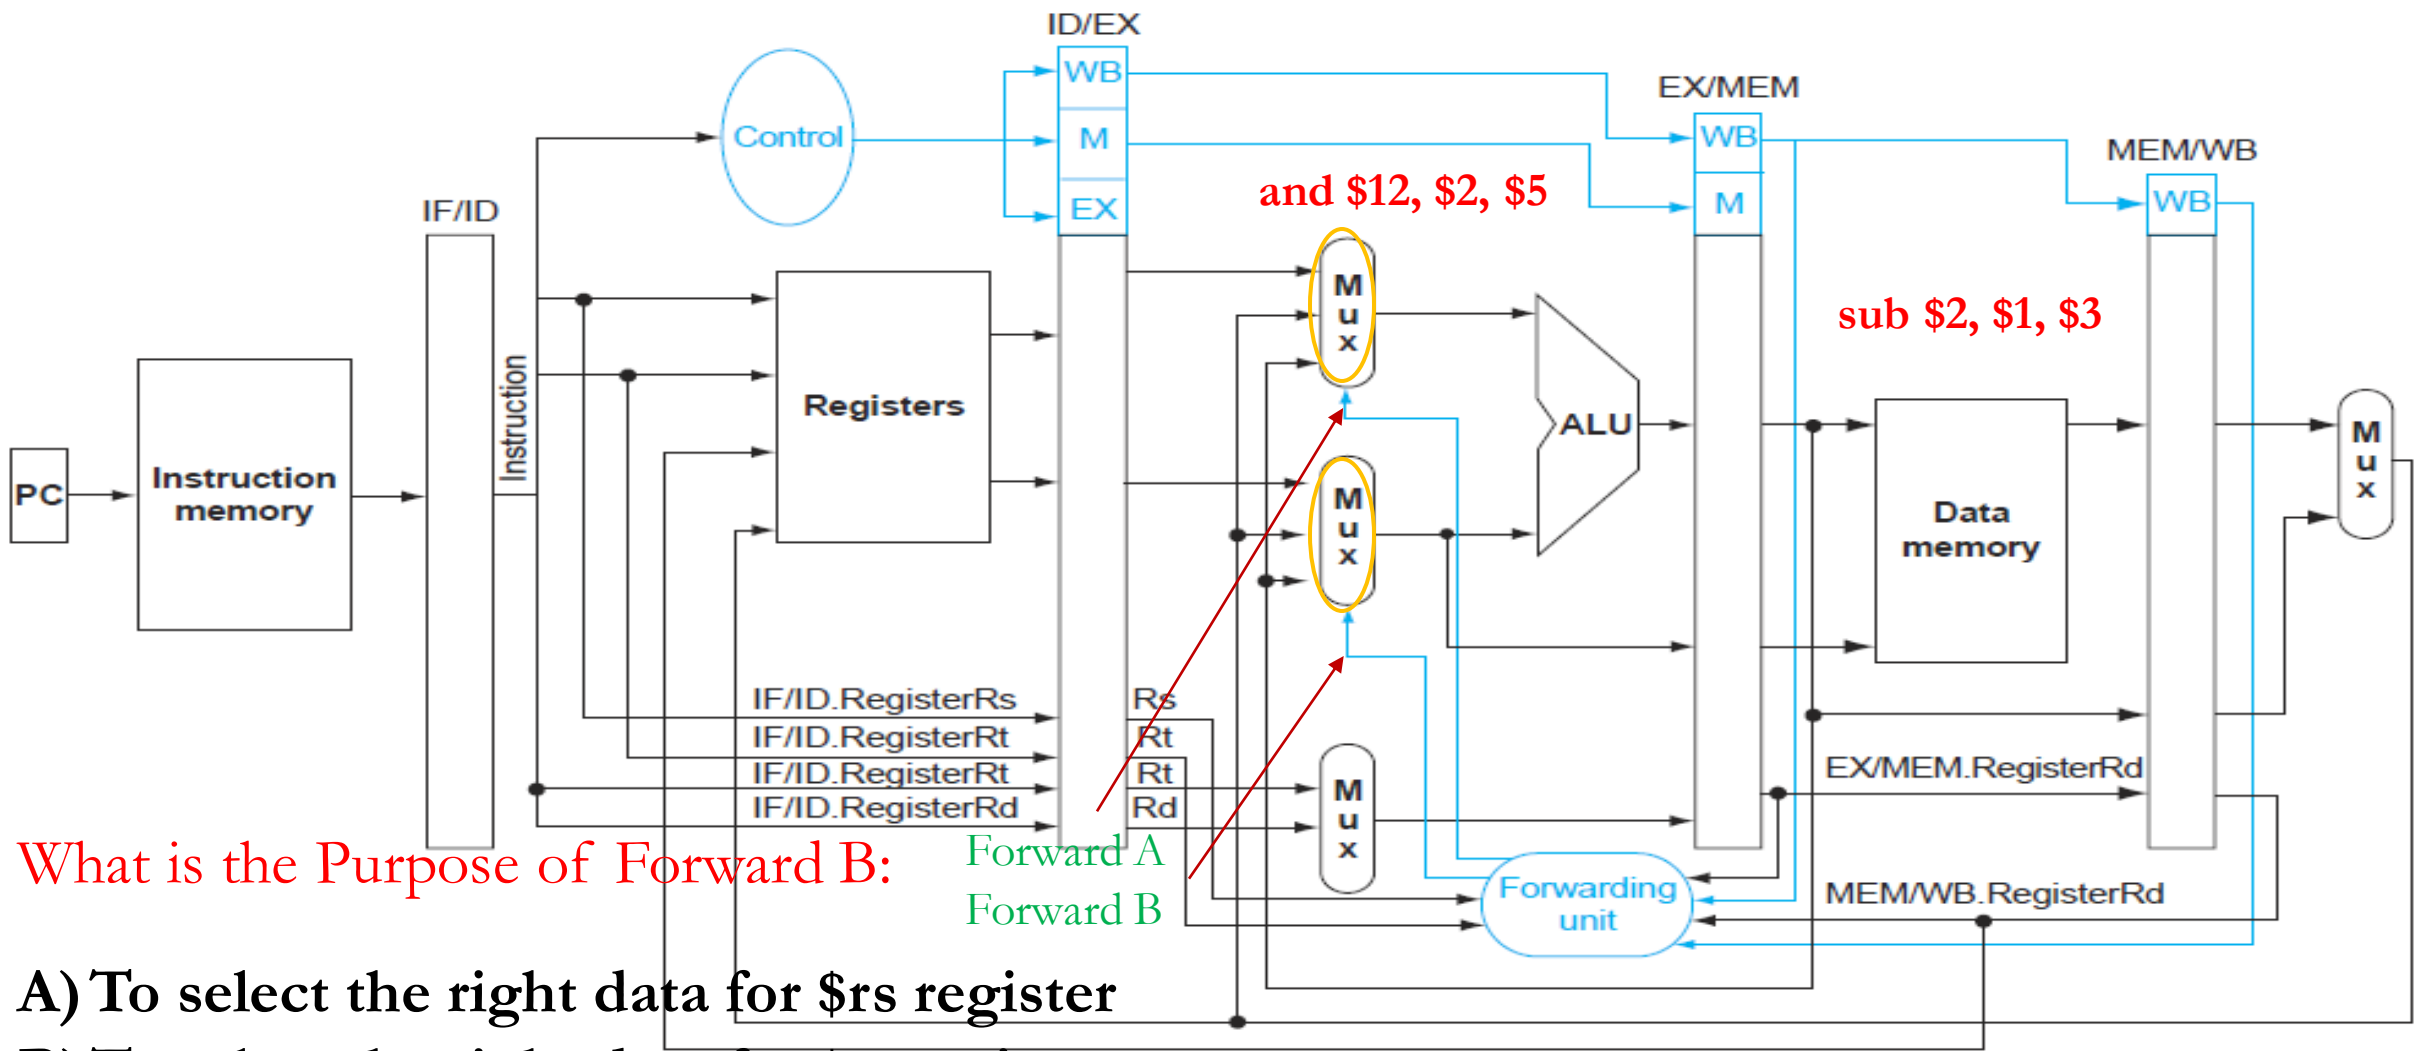 ID/EX
WB
M
EX
Control
EX/MEM
WB
M
MEM/WB
WB
and $12, $2, $5
sub $2, $1, $3
IF/ID
PC
Instruction
memory
Instruction
Registers
M
u
x
M
u
x
ALU
Data
memory
M
u
x
IF/ID.RegisterRs
IF/ID.RegisterRt
IF/ID.RegisterRt
IF/ID.RegisterRd
Rs
Rt
Rt
Rd
M
u
x
EX/MEM.RegisterRd
Forwarding
unit
MEM/WB.RegisterRd
What is the Purpose of Forward B:
Forward A
Forward B
A) To select the right data for $rs register